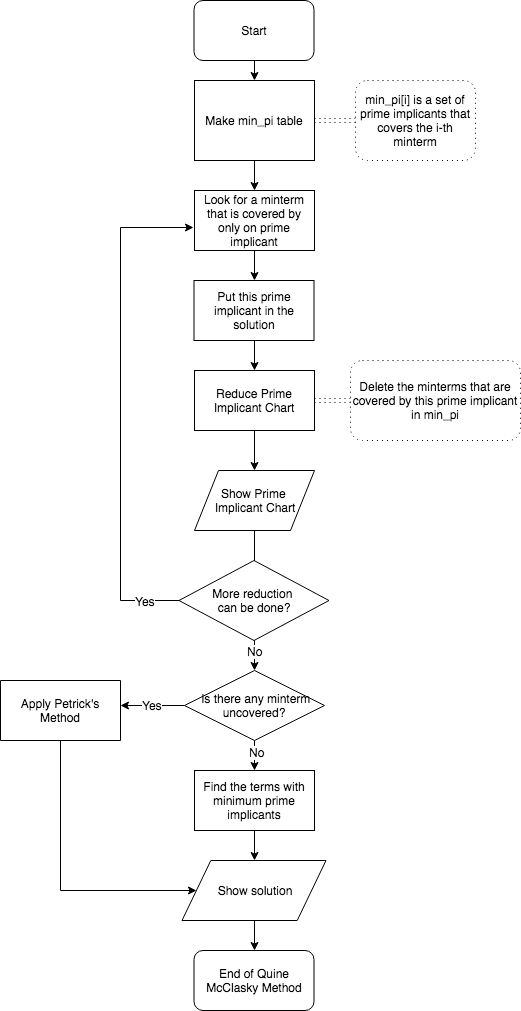 Start
Make min_pi table
min_pi[i] is a set of
prime implicants that
covers the i-th
minterm
Look for a minterm
that is covered by
only on prime
implicant
Put this prime
implicant in the
solution
Reduce Prime
Implicant Chart
Delete the minterms that are
covered by this prime implicant
in min_pi
Show Prime
Implicant Chart
More reduction
can be done?
Yes
No
Is there any minterm
uncovered?
Yes
Apply Petrick's
Method
No
Find the terms with
minimum prime
implicants
Show solution
End of Quine
McClasky Method